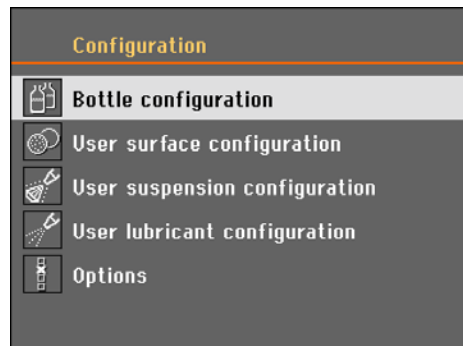 Configuration
Bottle configuration
User surface configuration
User suspension configuration
User lubricant configuration
Options